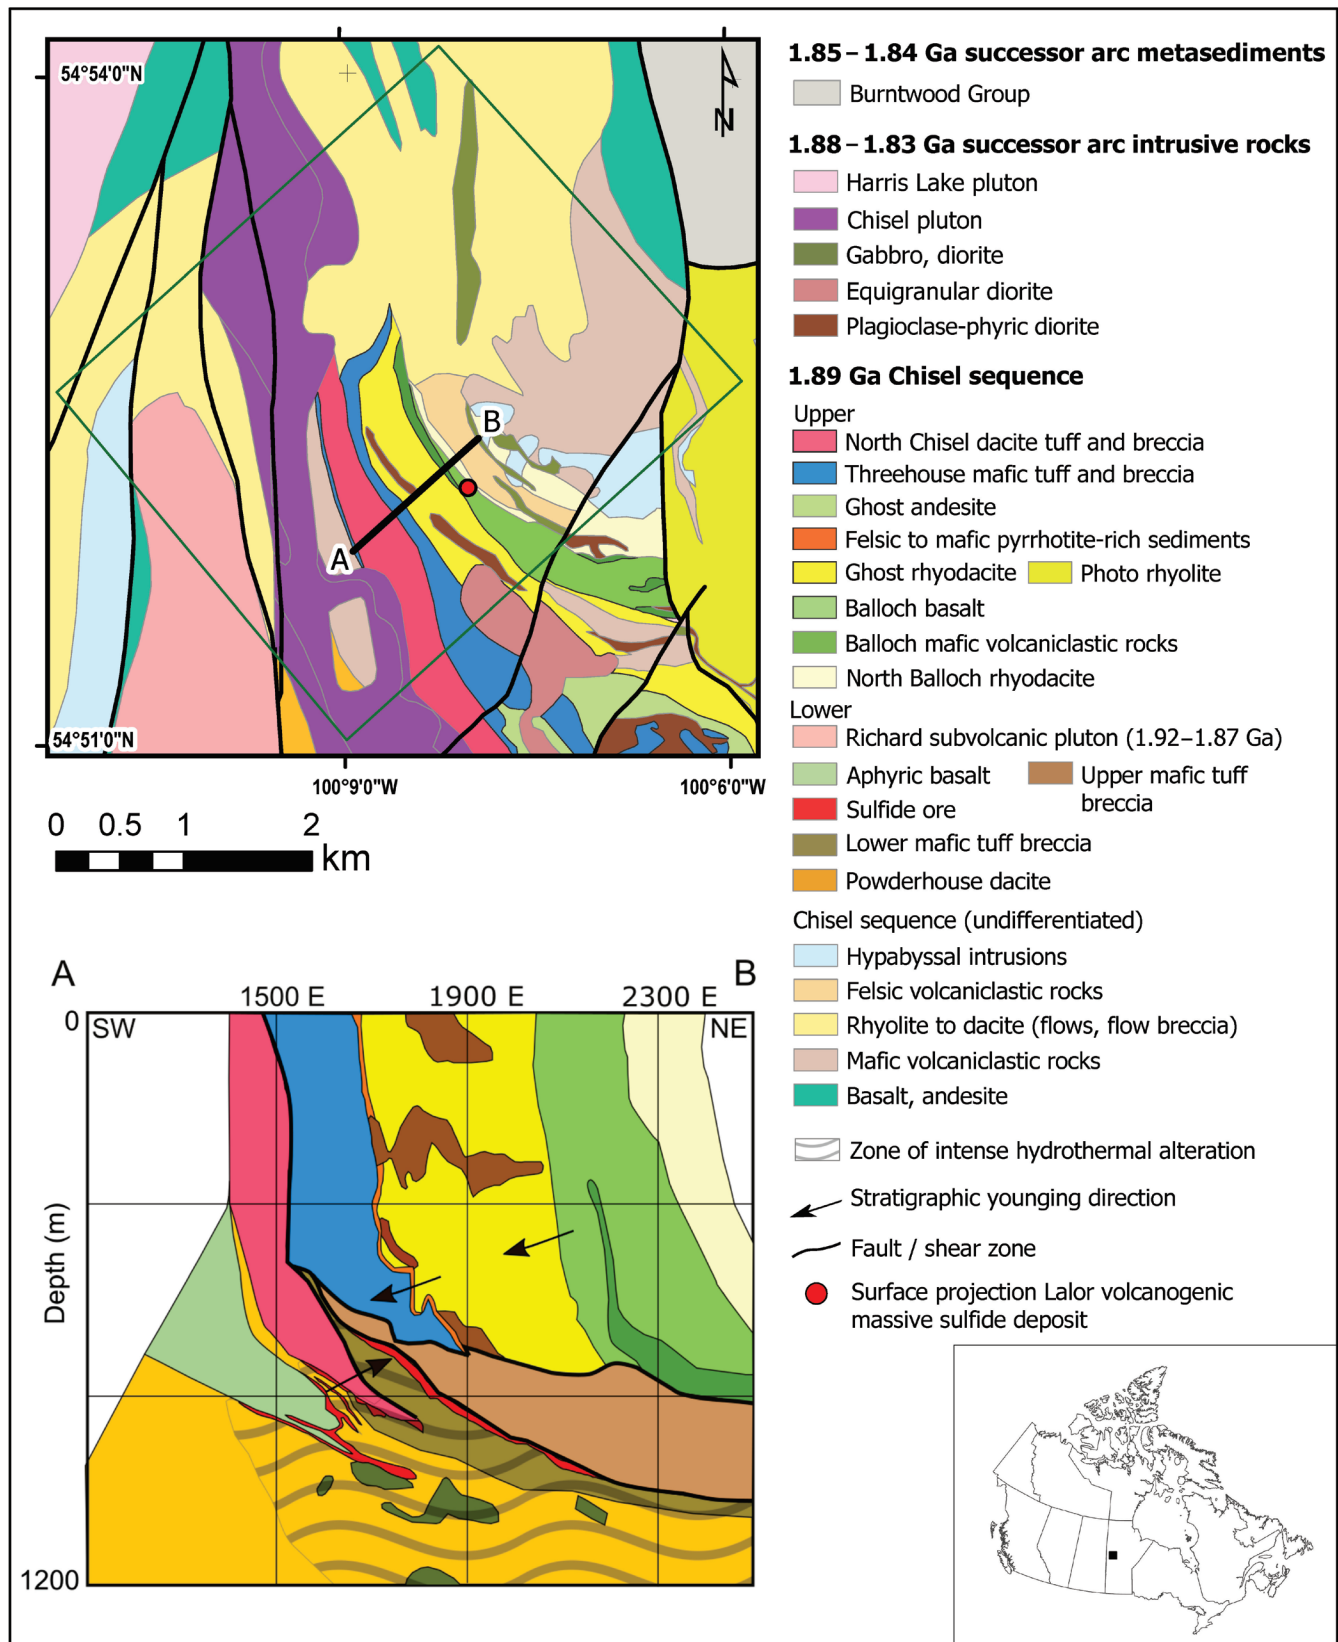 54°54'0"N
N
B
A
54°51'0"N
100°9'0"W
100°6'0"W
0 0.5 1 2
km
1.85 – 1.84 Ga successor arc metasediments
Burntwood Group
1.88 – 1.83 Ga successor arc intrusive rocks
Harris Lake pluton
Chisel pluton
Gabbro, diorite
Equigranular diorite
Plagioclase-phyric diorite
1.89 Ga Chisel sequence
Upper
North Chisel dacite tuff and breccia
Threehouse mafic tuff and breccia
Ghost andesite
Felsic to mafic pyrrhotite-rich sediments
Ghost rhyodacite Photo rhyolite
Balloch basalt
Balloch mafic volcaniclastic rocks
North Balloch rhyodacite
Lower
Richard subvolcanic pluton (1.92–1.87 Ga)
Aphyric basalt Upper mafic tuff
breccia
Sulfide ore
Lower mafic tuff breccia
Powderhouse dacite
Chisel sequence (undifferentiated)
Hypabyssal intrusions
Felsic volcaniclastic rocks
Rhyolite to dacite (flows, flow breccia)
Mafic volcaniclastic rocks
Basalt, andesite
Zone of intense hydrothermal alteration
Stratigraphic younging direction
Fault / shear zone
Surface projection Lalor volcanogenic
massive sulfide deposit
A B
1500 E 1900 E 2300 E
0 SW NE
Depth (m)
1200